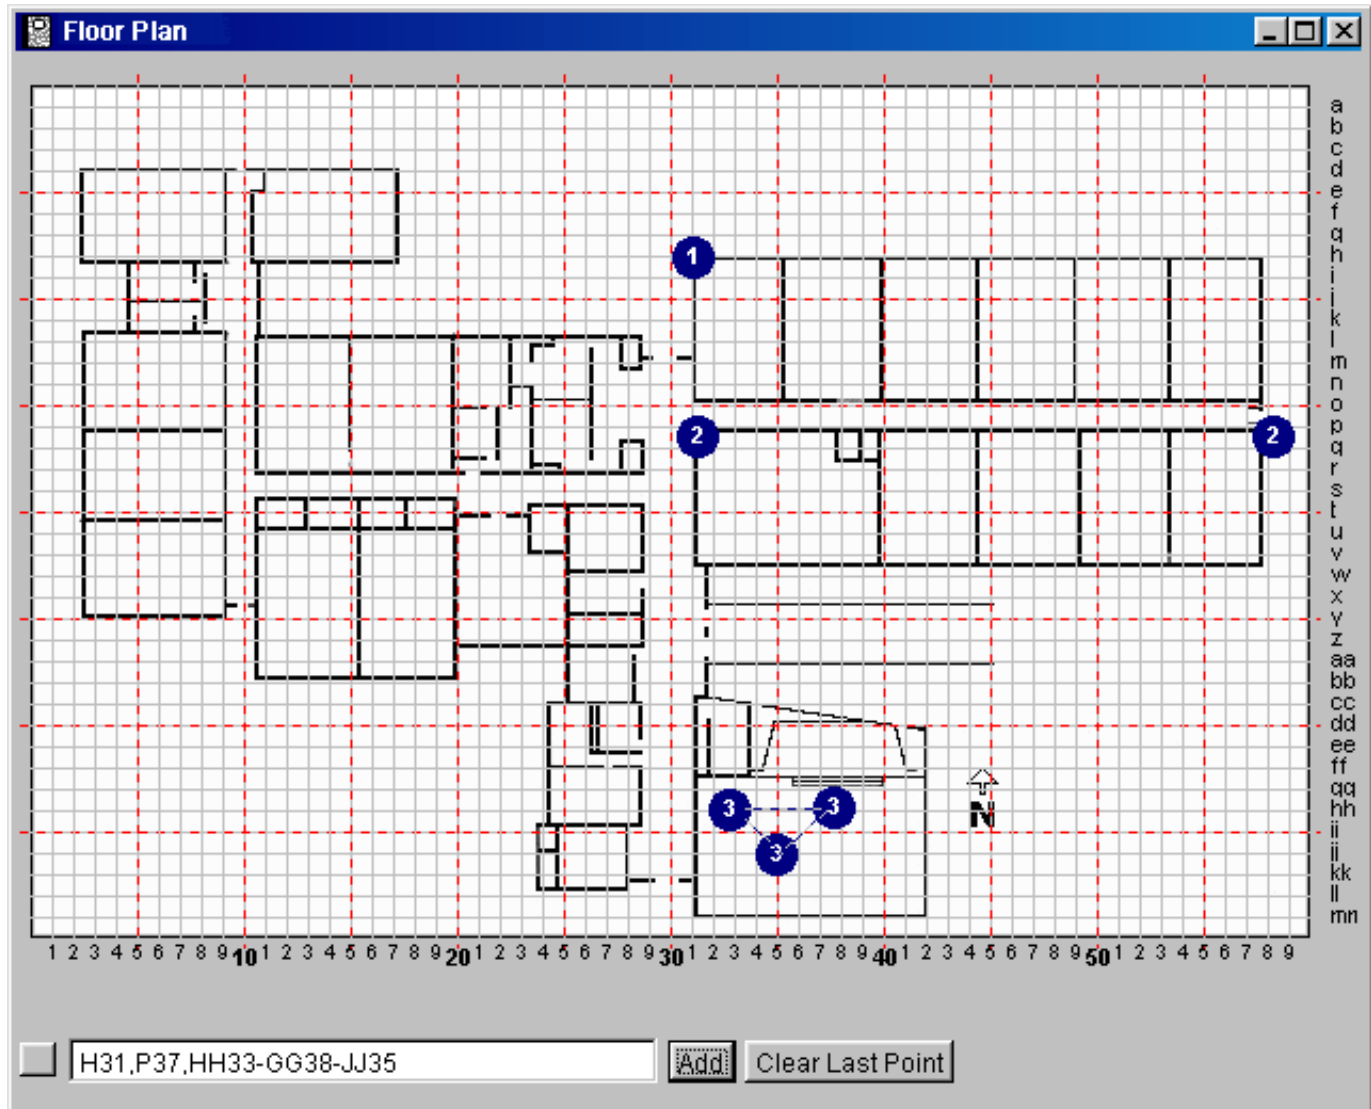 Floor Plan
a
b
c
d
e
f
g
h
i
j
k
l
m
n
o
p
q
r
s
t
u
v
w
x
y
z
aa
bb
cc
dd
ee
ff
gg
hh
ii
jj
kk
ll
mm
1
2
2
3
3
3
N
1 2 3 4 5 6 7 8 9 10 1 2 3 4 5 6 7 8 9 20 1 2 3 4 5 6 7 8 9 30 1 2 3 4 5 6 7 8 9 40 1 2 3 4 5 6 7 8 9 50 1 2 3 4 5 6 7 8 9
H31,P37,HH33-GG38-JJ35 Add Clear Last Point